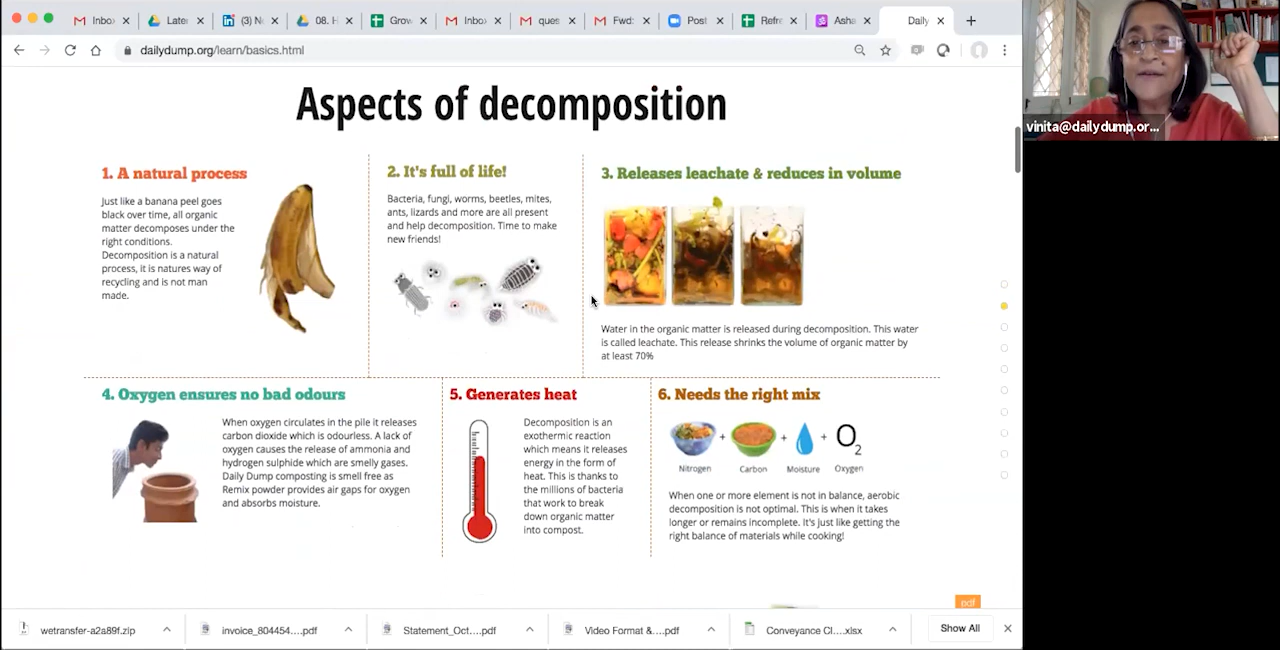 Inbo
Late
(3) N
08. H
Grov
Inbo
ques
Fwd:
Post
Refr
Asha
Daily
dailydump.org/learn/basics.html
vinita@dailydump.or...
Aspects of decomposition
1. A natural process
Just like a banana peel goes
black over time, all organic
matter decomposes under the
right conditions.
Decomposition is a natural
process, it is natures way of
recycling and is not man
made.
2. It's full of life!
Bacteria, fungi, worms, beetles, mites,
ants, lizards and more are all present
and help decomposition. Time to make
new friends!
3. Releases leachate & reduces in volume
Water in the organic matter is released during decomposition. This water
is called leachate. This release shrinks the volume of organic matter by
at least 70%
4. Oxygen ensures no bad odours
When oxygen circulates in the pile it releases
carbon dioxide which is odourless. A lack of
oxygen causes the release of ammonia and
hydrogen sulphide which are smelly gases.
Daily Dump composting is smell free as
Remix powder provides air gaps for oxygen
and absorbs moisture.
5. Generates heat
Decomposition is an
exothermic reaction
which means it releases
energy in the form of
heat. This is thanks to
the millions of bacteria
that work to break
down organic matter
into compost.
6. Needs the right mix
+ + + O2
Nitrogen Carbon Moisture Oxygen
When one or more element is not in balance, aerobic
decomposition is not optimal. This is when it takes
longer or remains incomplete. It's just like getting the
right balance of materials while cooking!
pdf
wetransfer-a2a89f.zip
invoice_804454....pdf
Statement_Oct....pdf
Video Format &....pdf
Conveyance Cl....xlsx
Show All